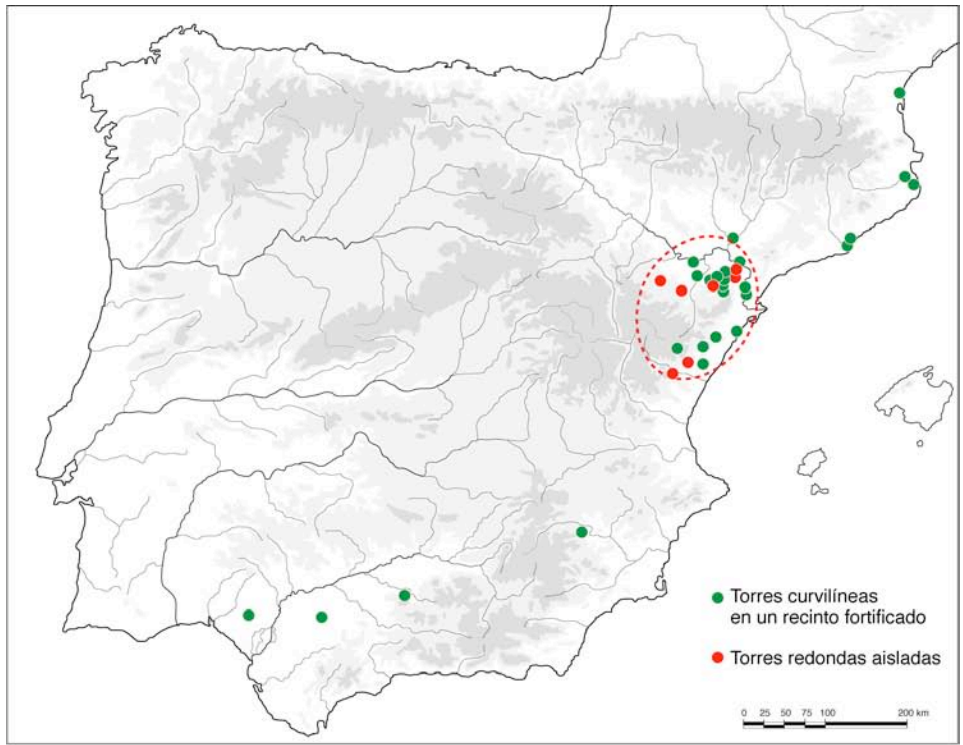 Torres curvilíneas
en un recinto fortificado
Torres redondas aisladas
0 25 50 75 100 200 km